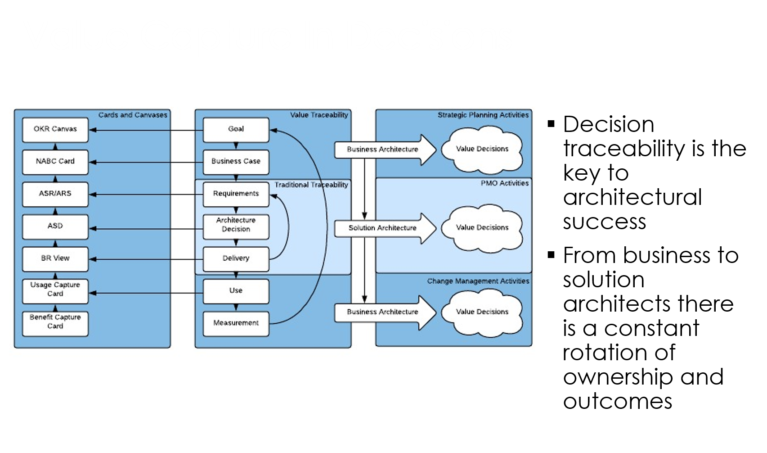 Cards and Canvases
OKR Canvas
NABC Card
ASR/ARS
ASD
BR View
Usage Capture
Card
Benefit Capture
Card
Value Traceability
Goal
Business Case
Traditional Traceability
Requirements
Architecture
Decision
Delivery
Use
Measurement
Business Architecture
Solution Architecture
Business Architecture
Strategic Planning Activities
Value Decisions
PMO Activities
Value Decisions
Change Management Activities
Value Decisions
▪ Decision
traceability is the
key to
architectural
success
▪ From business to
solution
architects there
is a constant
rotation of
ownership and
outcomes